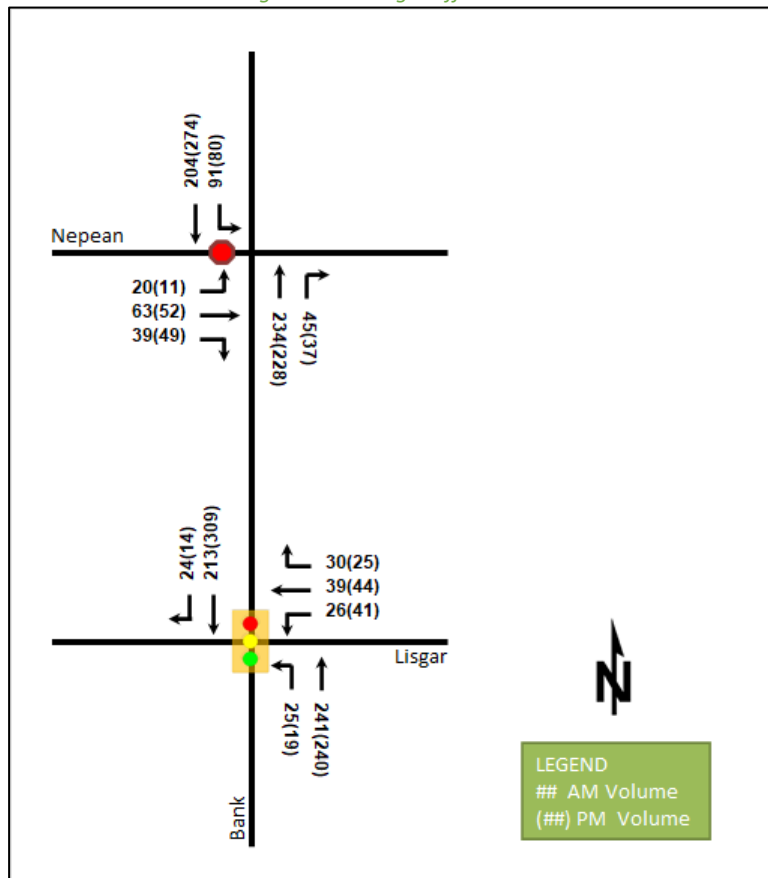 204(274)
91(80)
Nepean
20(11)
63(52)
39(49)
234(228)
45(37)
24(14)
213(309)
30(25)
39(44)
26(41)
Lisgar
25(19)
241(240)
Bank
N
LEGEND
## AM Volume
(##) PM Volume